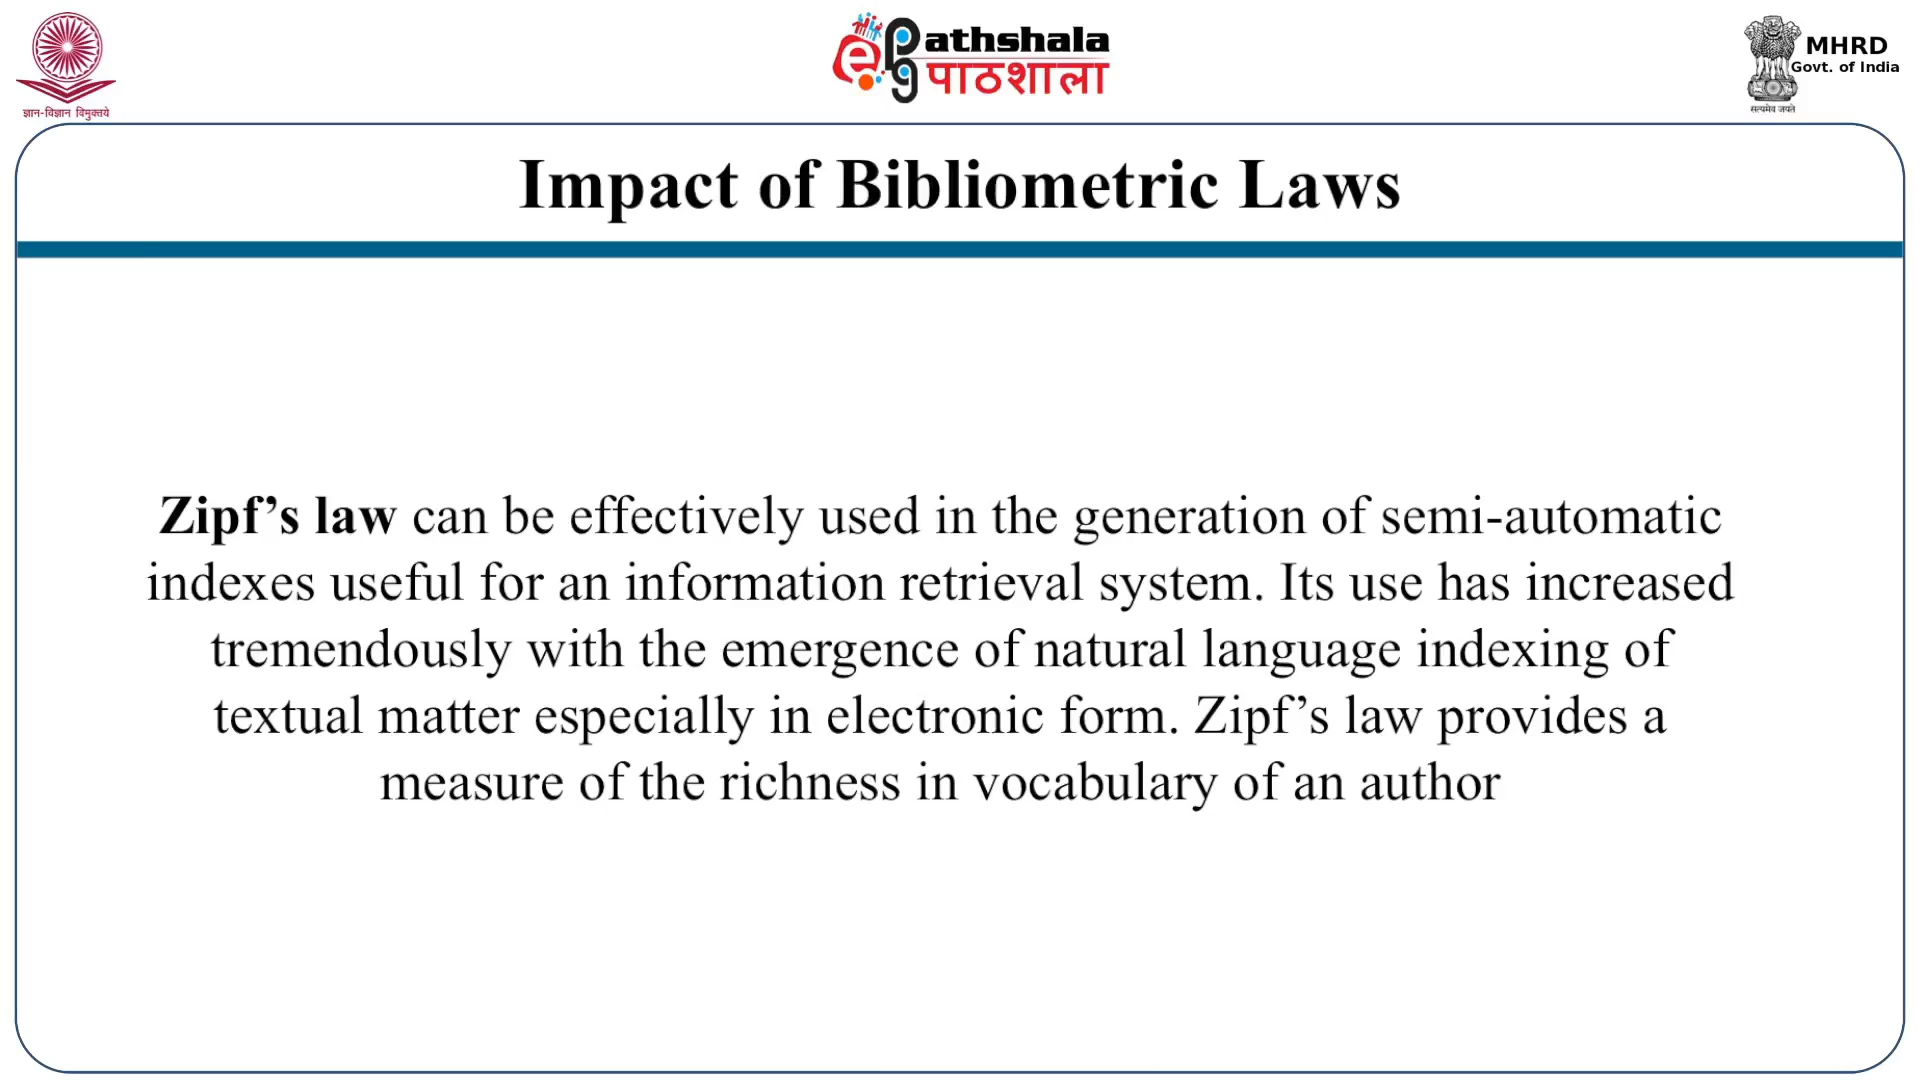 ज्ञान-विज्ञान विमुक्तये
e PG athshala
पाठशाला
MHRD
Govt. of India
सत्यमेव जयते
Impact of Bibliometric Laws
Zipf’s law can be effectively used in the generation of semi-automatic
indexes useful for an information retrieval system. Its use has increased
tremendously with the emergence of natural language indexing of
textual matter especially in electronic form. Zipf’s law provides a
measure of the richness in vocabulary of an author